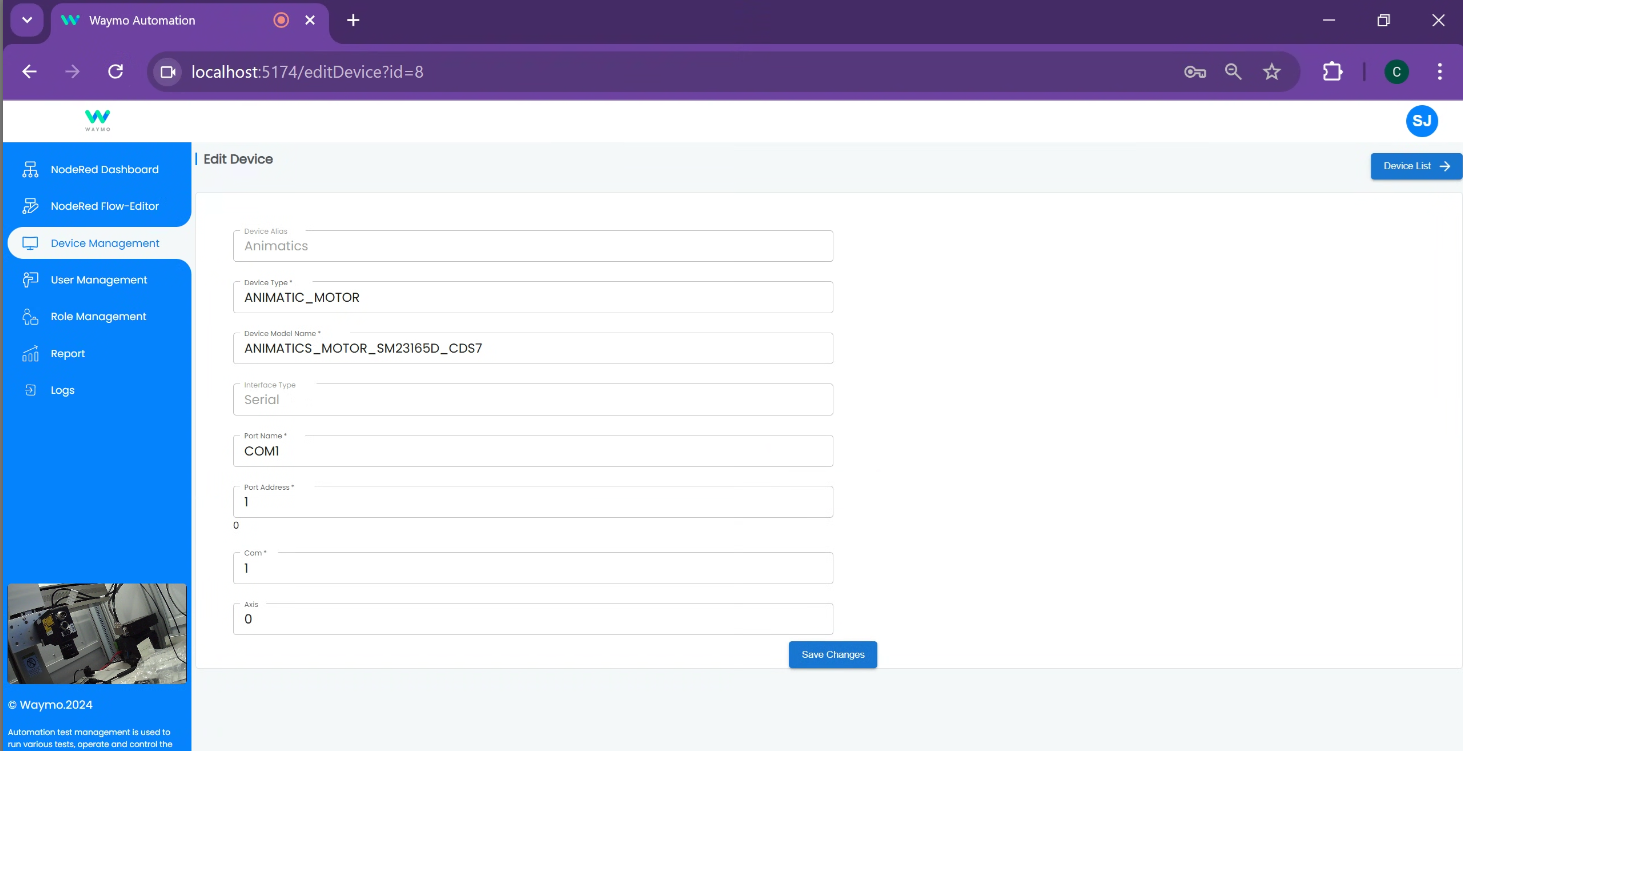 Waymo Automation
localhost:5174/editDevice?id=8
C
WAYMO
SJ
NodeRed Dashboard
NodeRed Flow-Editor
Device Management
User Management
Role Management
Report
Logs
© Waymo.2024
Automation test management is used to
run various tests, operate and control the
Edit Device
Device List
Device Alias
Animatics
Device Type *
ANIMATIC_MOTOR
Device Model Name *
ANIMATICS_MOTOR_SM23165D_CDS7
Interface Type
Serial
Port Name *
COM1
Port Address *
1
0
Com *
1
Axis
0
Save Changes